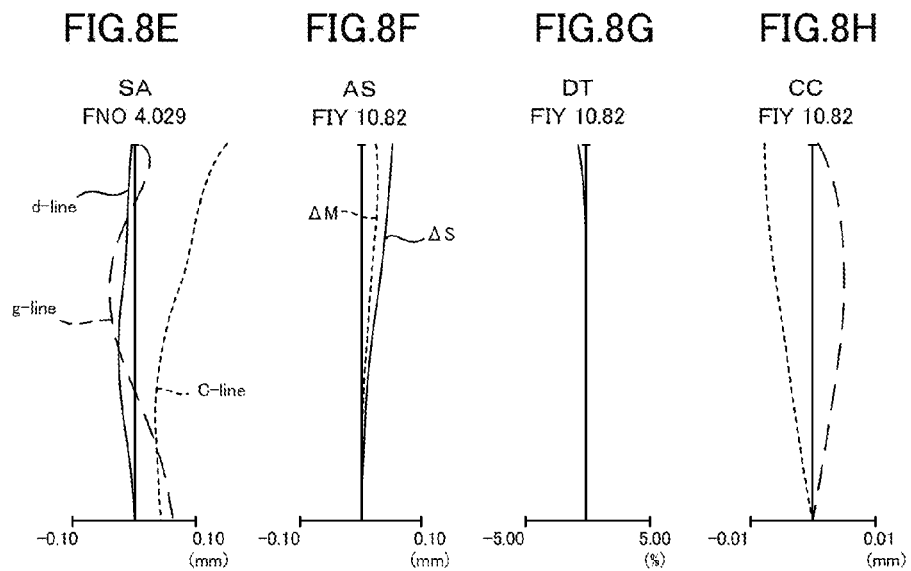 FIG.8E FIG.8F FIG.8G FIG.8H
SA AS DT CC
FNO 4.029 FIY 10.82 FIY 10.82 FIY 10.82
d-line
ΔM
ΔS
g-line
C-line
-0.10 0.10 -0.10 0.10 -5.00 5.00 -0.01 0.01
(mm) (mm) (%) (mm)